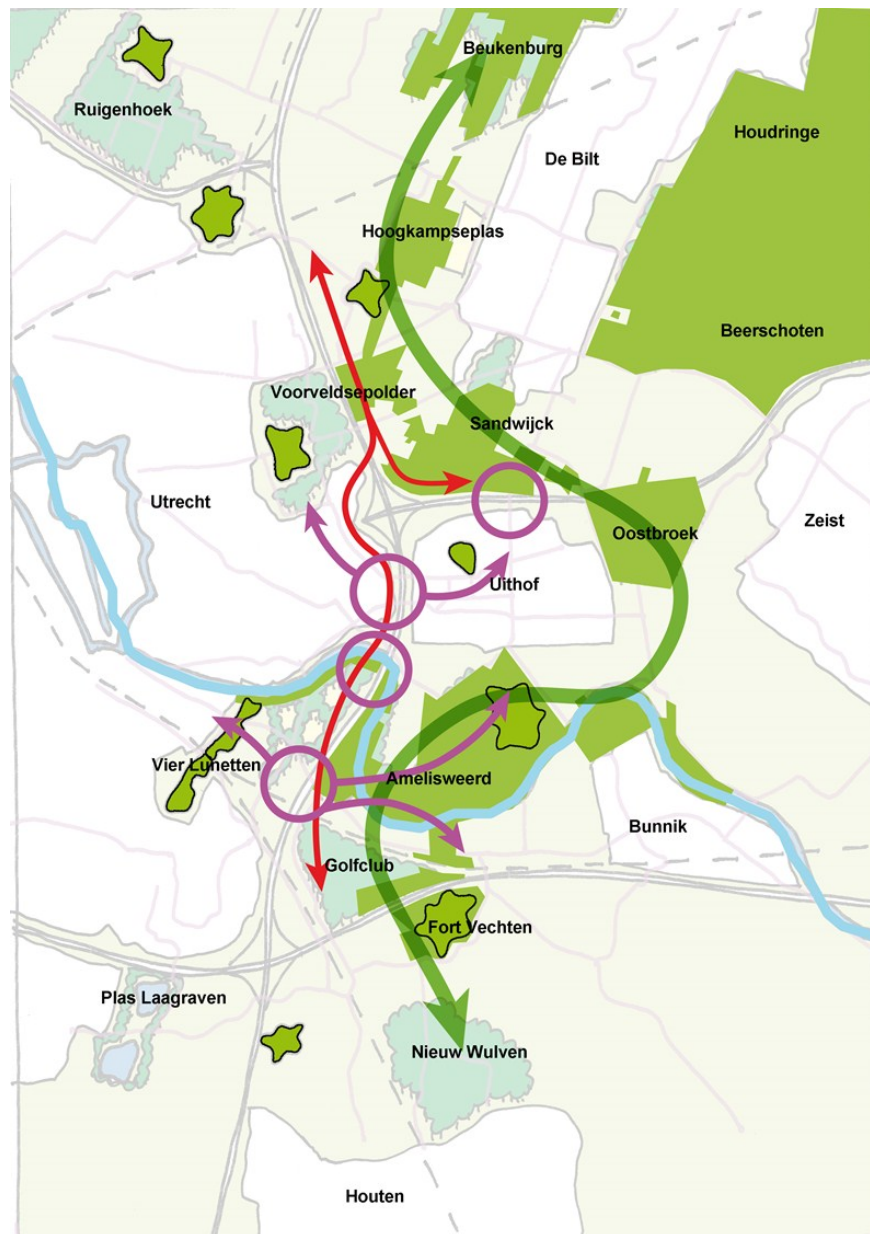 Beukenburg
Ruigenhoek
Houdringe
De Bilt
Hoogkampseplas
Beerschoten
Voorveldsepolder
Sandwijck
Utrecht
Zeist
Oostbroek
Uithof
Vier Lunetten
Amelisweerd
Bunnik
Golfclub
Fort Vechten
Plas Laagraven
Nieuw Wulven
Houten